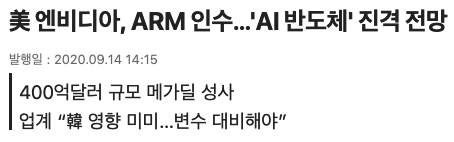 美 엔비디아, ARM 인수…'AI 반도체' 진격 전망
발행일 : 2020.09.14 14:15
400억달러 규모 메가딜 성사
업계 “韓 영향 미미…변수 대비해야”